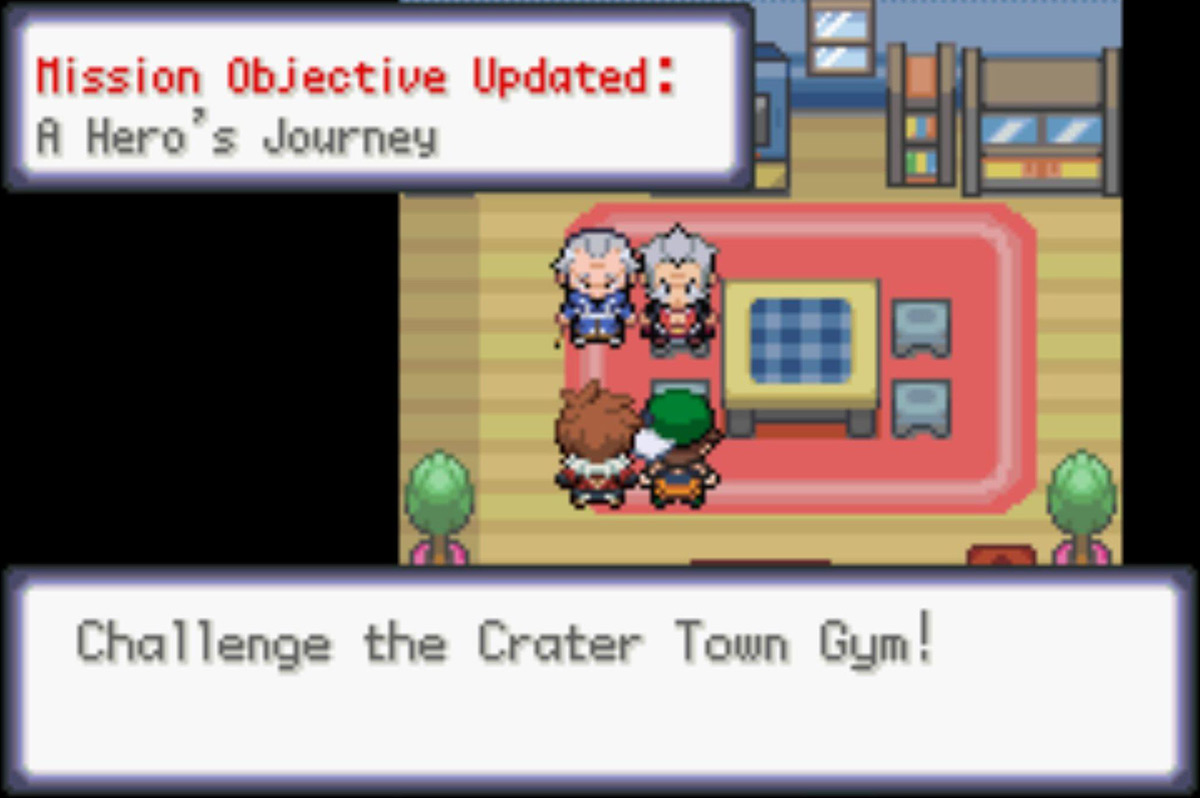 Mission Objective Updated:
A Hero's Journey
Challenge the Crater Town Gym!